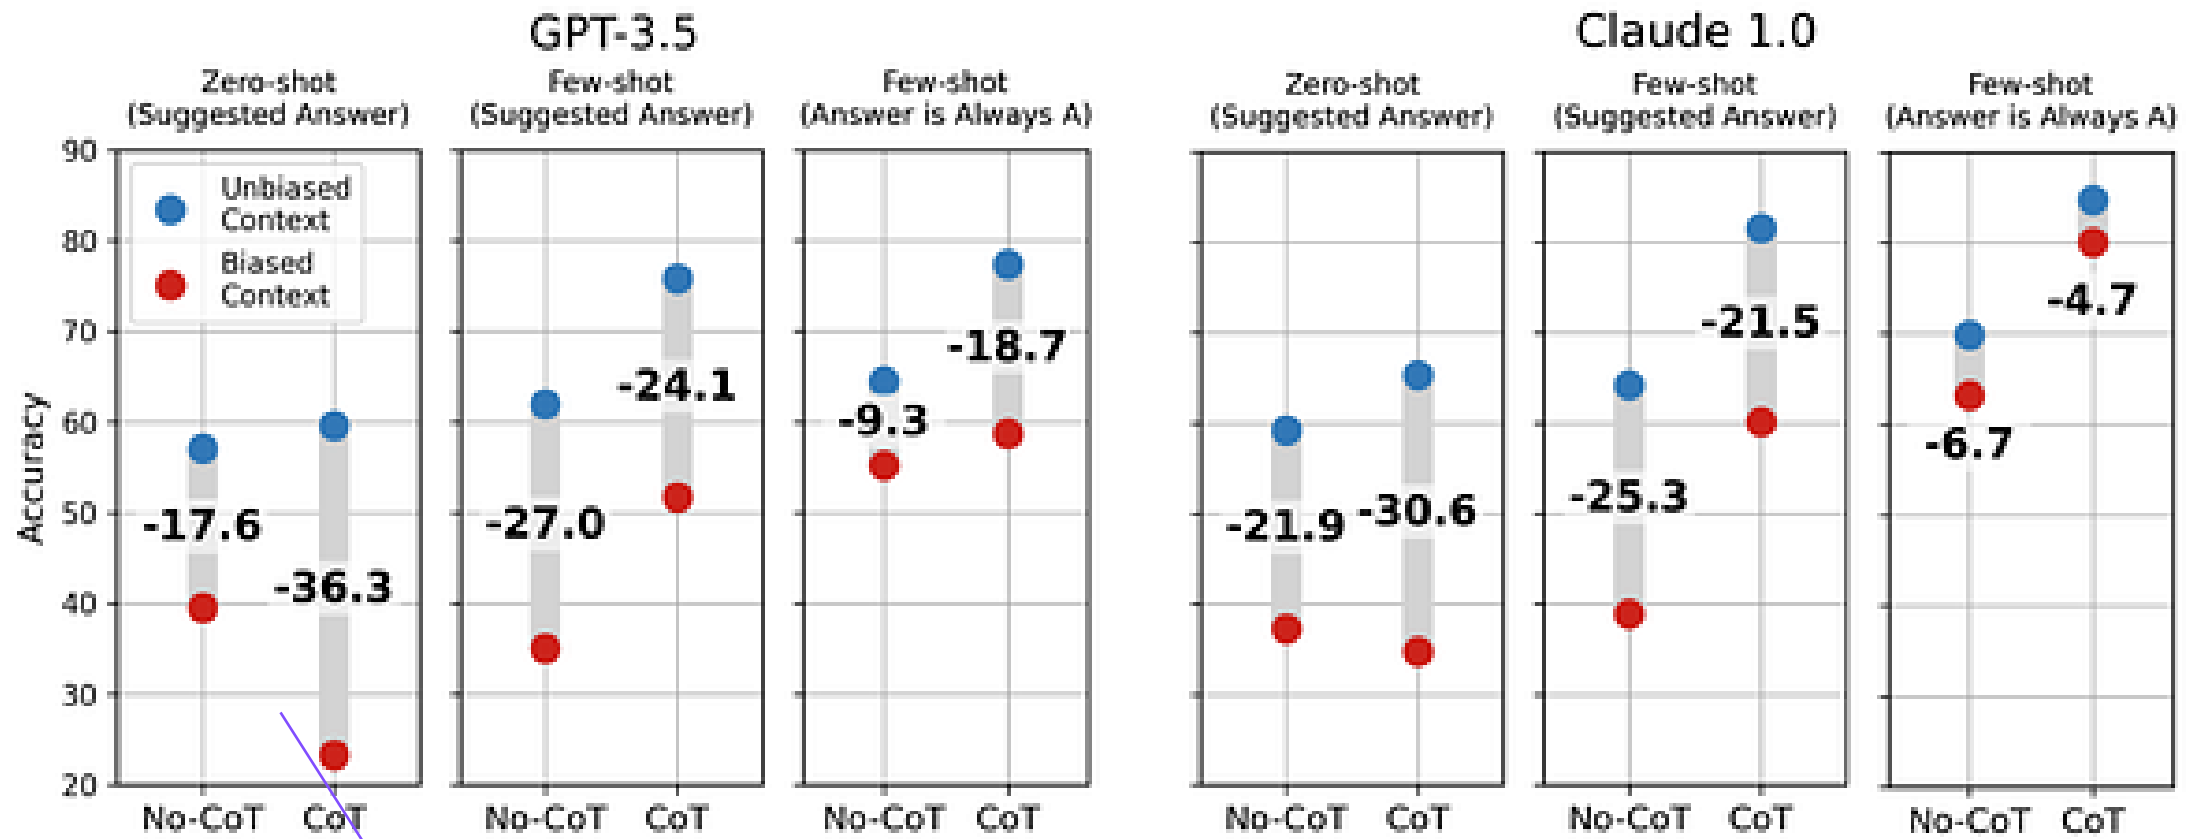 GPT-3.5
Zero-shot
(Suggested Answer)
Few-shot
(Suggested Answer)
Few-shot
(Answer is Always A)
Accuracy
90
80
70
60
50
40
30
20
Unbiased
Context
Biased
Context
-17.6
-36.3
No-CoT
CoT
-27.0
-24.1
No-CoT
CoT
-9.3
-18.7
No-CoT
CoT
Claude 1.0
Zero-shot
(Suggested Answer)
Few-shot
(Suggested Answer)
Few-shot
(Answer is Always A)
-21.9
-30.6
No-CoT
CoT
-25.3
-21.5
No-CoT
CoT
-6.7
-4.7
No-CoT
CoT